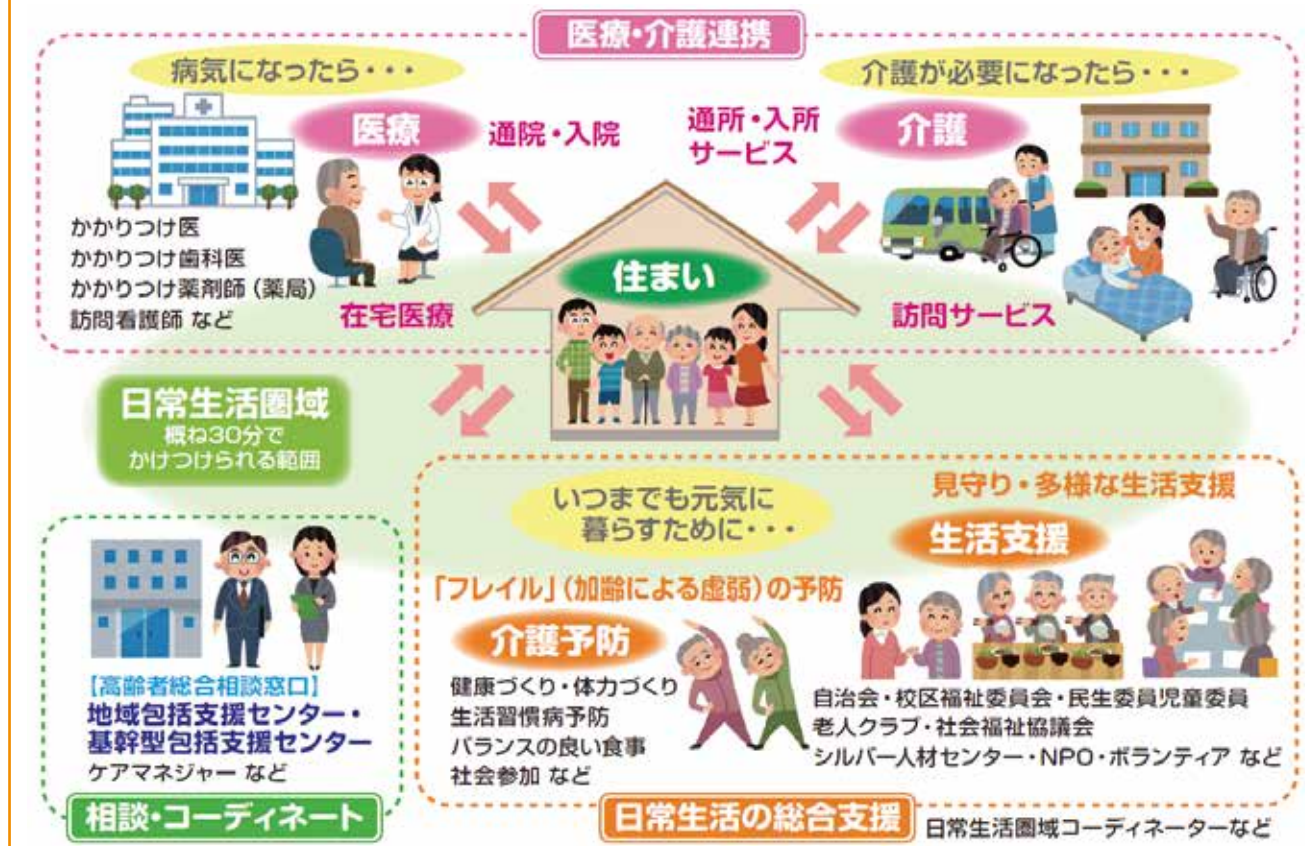 医療・介護連携
病気になったら・・・
医療
通院・入院
かかりつけ医
かかりつけ歯科医
かかりつけ薬剤師（薬局）
訪問看護師 など
在宅医療
介護が必要になったら・・・
通所・入所
サービス
介護
訪問サービス
住まい
日常生活圏域
概ね30分で
かけつけられる範囲
【高齢者総合相談窓口】
地域包括支援センター・
基幹型包括支援センター
ケアマネジャー など
相談・コーディネート
いつまでも元気に
暮らすために・・・
「フレイル」（加齢による虚弱）の予防
介護予防
健康づくり・体力づくり
生活習慣病予防
バランスの良い食事
社会参加 など
見守り・多様な生活支援
生活支援
自治会・校区福祉委員会・民生委員児童委員
老人クラブ・社会福祉協議会
シルバー人材センター・NPO・ボランティア など
日常生活の総合支援
日常生活圏域コーディネーターなど